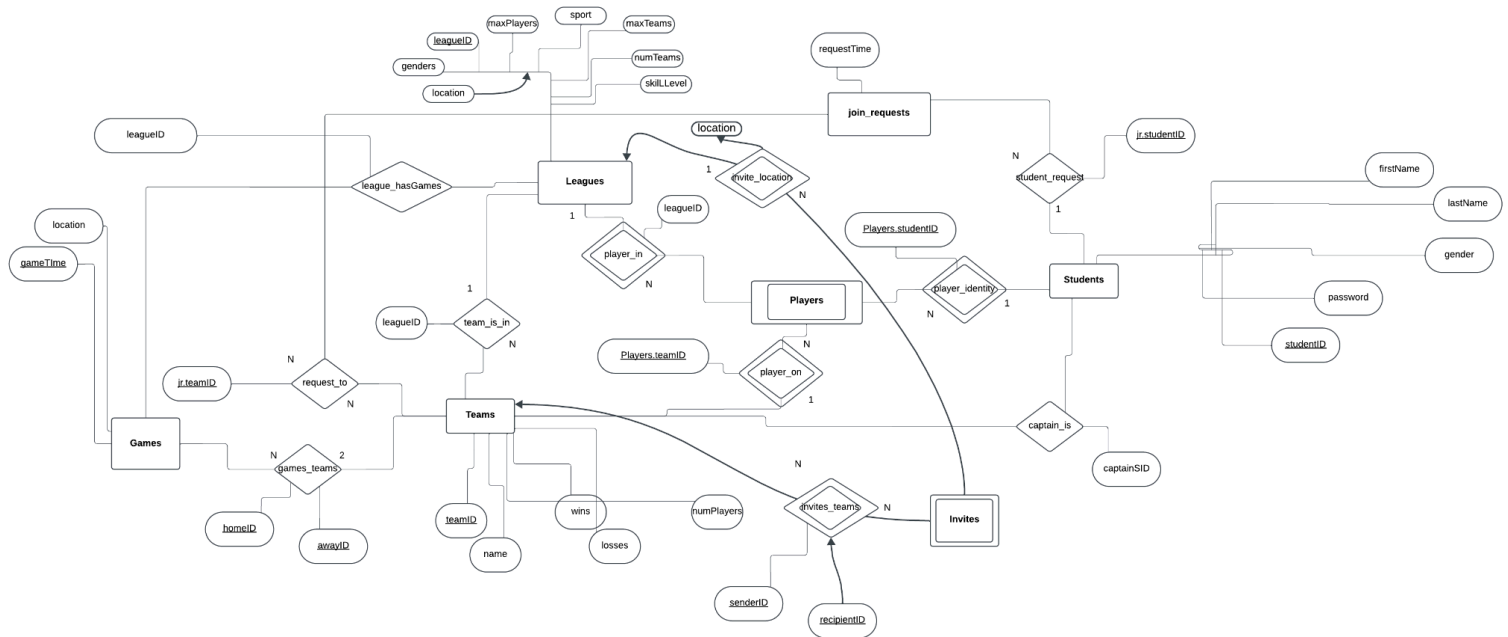 sport
maxPlayers
maxTeams
leagueID
requestTime
numTeams
genders
skilLLevel
location
join_requests
location
leagueID
jr.studentID
N
firstName
1
invite_location
student_request
Leagues
league_hasGames
N
lastName
leagueID
1
1
location
Players.studentID
player_in
gender
gameTIme
Students
N
player_identity
1
N
Players
password
1
leagueID
team_is_in
N
N
studentID
Players.teamID
N
player_on
jr.teamID
request_to
N
1
Teams
captain_is
Games
N
2
games_teams
N
captainSID
invites_teams
N
Invites
teamID
wins
numPlayers
homeID
awayID
name
losses
senderID
recipientID